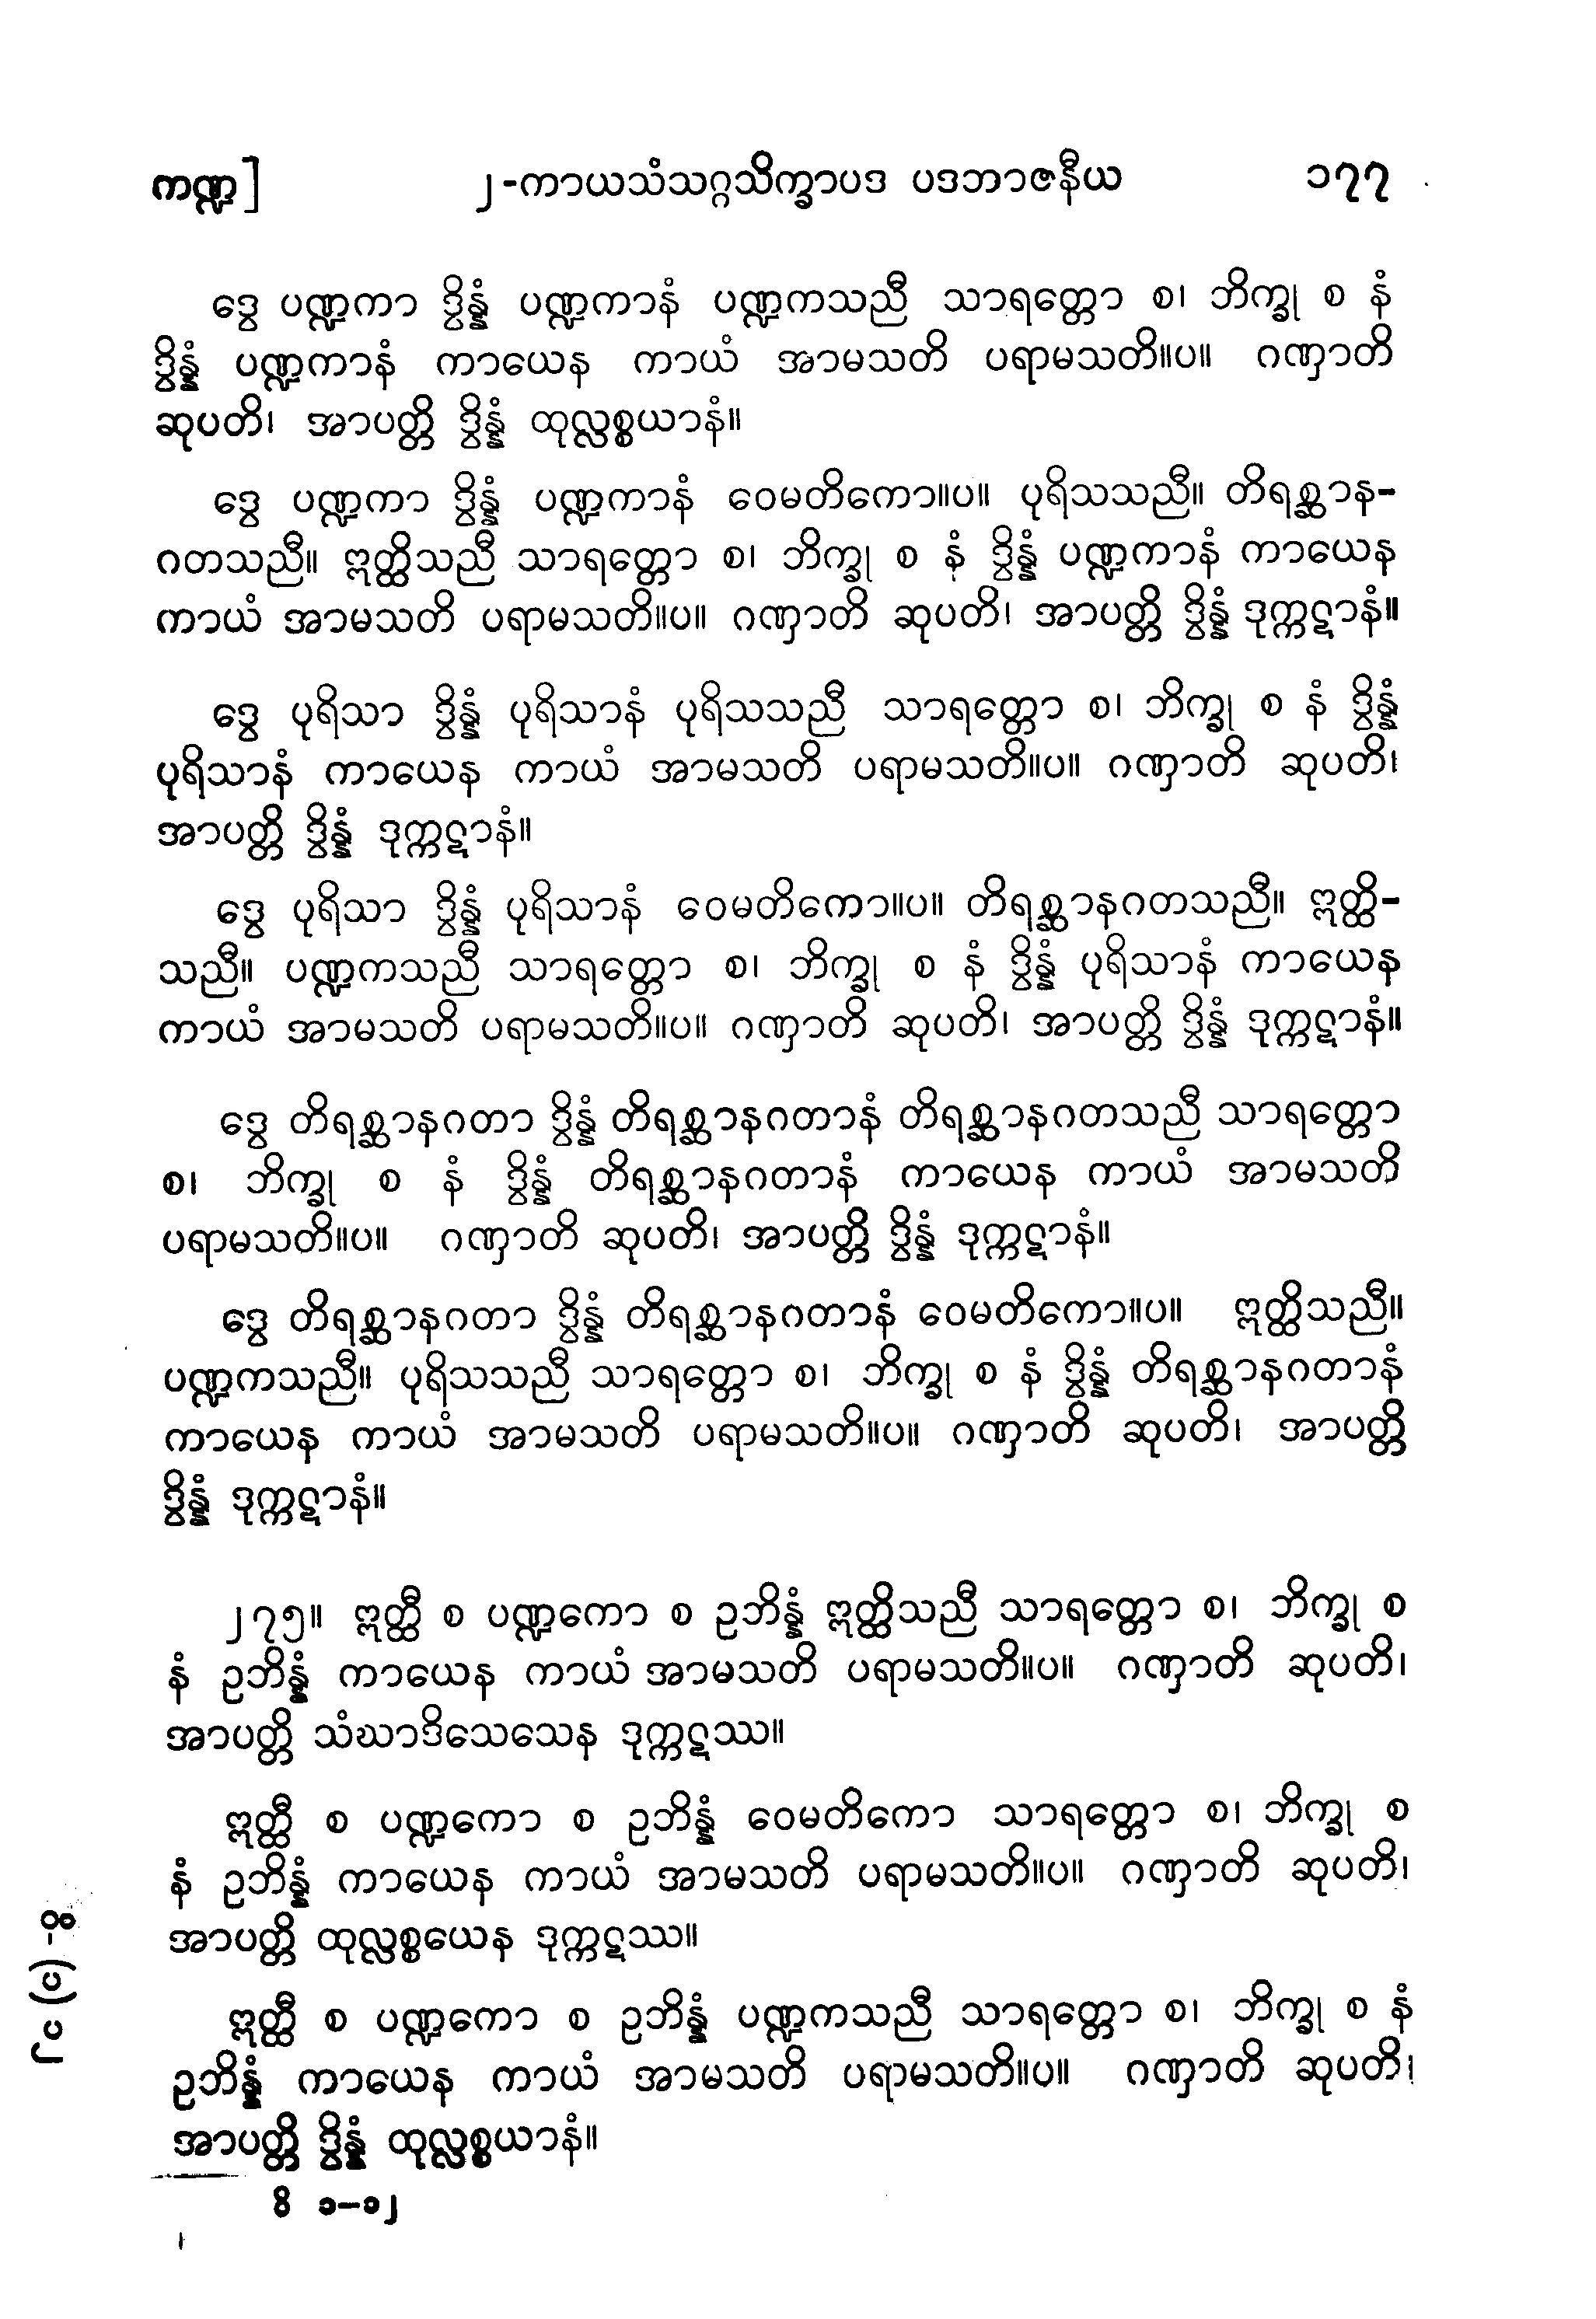 ကဏ္ဍ] ၂-ကာယသံသဂ္ဂသိက္ခာပဒ ပဒဘာဇနီယ ၁၇၇
ဒွေ ပဏ္ဍကာ ဒွိန္နံ ပဏ္ဍကာနံ ပဏ္ဍကသညီ သာရတ္တော စ၊ ဘိက္ခု စ နံ
ဒွိန္နံ ပဏ္ဍကာနံ ကာယေန ကာယံ အာမသတိ ပရာမသတိ။ပ။ ဂဏှာတိ
ဆုပတိ၊ အာပတ္တိ ဒွိန္နံ ထုလ္လစ္စယာနံ။
ဒွေ ပဏ္ဍကာ ဒွိန္နံ ပဏ္ဍကာနံ ဝေမတိကော။ပ။ ပုရိသသညီ။ တိရစ္ဆာန-
ဂတသညီ။ ဣတ္ထိသညီ သာရတ္တော စ၊ ဘိက္ခု စ နံ ဒွိန္နံ ပဏ္ဍကာနံ ကာယေန
ကာယံ အာမသတိ ပရာမသတိ။ပ။ ဂဏှာတိ ဆုပတိ၊ အာပတ္တိ ဒွိန္နံ ဒုက္ကဋာနံ။
ဒွေ ပုရိသာ ဒွိန္နံ ပုရိသာနံ ပုရိသသညီ သာရတ္တော စ၊ ဘိက္ခု စ နံ ဒွိန္နံ
ပုရိသာနံ ကာယေန ကာယံ အာမသတိ ပရာမသတိ။ပ။ ဂဏှာတိ ဆုပတိ၊
အာပတ္တိ ဒွိန္နံ ဒုက္ကဋာနံ။
ဒွေ ပုရိသာ ဒွိန္နံ ပုရိသာနံ ဝေမတိကော။ပ။ တိရစ္ဆာနဂတသညီ။ ဣတ္ထိ-
သညီ။ ပဏ္ဍကသညီ သာရတ္တော စ၊ ဘိက္ခု စ နံ ဒွိန္နံ ပုရိသာနံ ကာယေန
ကာယံ အာမသတိ ပရာမသတိ။ပ။ ဂဏှာတိ ဆုပတိ၊ အာပတ္တိ ဒွိန္နံ ဒုက္ကဋာနံ။
ဒွေ တိရစ္ဆာနဂတာ ဒွိန္နံ တိရစ္ဆာနဂတာနံ တိရစ္ဆာနဂတသညီ သာရတ္တော
စ၊ ဘိက္ခု စ နံ ဒွိန္နံ တိရစ္ဆာနဂတာနံ ကာယေန ကာယံ အာမသတိ
ပရာမသတိ။ပ။ ဂဏှာတိ ဆုပတိ၊ အာပတ္တိ ဒွိန္နံ ဒုက္ကဋာနံ။
ဒွေ တိရစ္ဆာနဂတာ ဒွိန္နံ တိရစ္ဆာနဂတာနံ ဝေမတိကော။ပ။ ဣတ္ထိသညီ။
ပဏ္ဍကသညီ။ ပုရိသသညီ သာရတ္တော စ၊ ဘိက္ခု စ နံ ဒွိန္နံ တိရစ္ဆာနဂတာနံ
ကာယေန ကာယံ အာမသတိ ပရာမသတိ။ပ။ ဂဏှာတိ ဆုပတိ၊ အာပတ္တိ
ဒွိန္နံ ဒုက္ကဋာနံ။
၂၇၅။ ဣတ္ထီ စ ပဏ္ဍကော စ ဥဘိန္နံ ဣတ္ထိသညီ သာရတ္တော စ၊ ဘိက္ခု စ
နံ ဥဘိန္နံ ကာယေန ကာယံ အာမသတိ ပရာမသတိ။ပ။ ဂဏှာတိ ဆုပတိ၊
အာပတ္တိ သံဃာဒိသေသေန ဒုက္ကဋဿ။
ဣတ္ထီ စ ပဏ္ဍကော စ ဥဘိန္နံ ဝေမတိကော သာရတ္တော စ၊ ဘိက္ခု စ
နံ ဥဘိန္နံ ကာယေန ကာယံ အာမသတိ ပရာမသတိ။ပ။ ဂဏှာတိ ဆုပတိ၊
အာပတ္တိ ထုလ္လစ္စယေန ဒုက္ကဋဿ။
ဣတ္ထီ စ ပဏ္ဍကော စ ဥဘိန္နံ ပဏ္ဍကသညီ သာရတ္တော စ၊ ဘိက္ခု စ နံ
ဥဘိန္နံ ကာယေန ကာယံ အာမသတိ ပရာမသတိ။ပ။ ဂဏှာတိ ဆုပတိ၊
အာပတ္တိ ဒွိန္နံ ထုလ္လစ္စယာနံ။
ဝိ ၁-၁၂